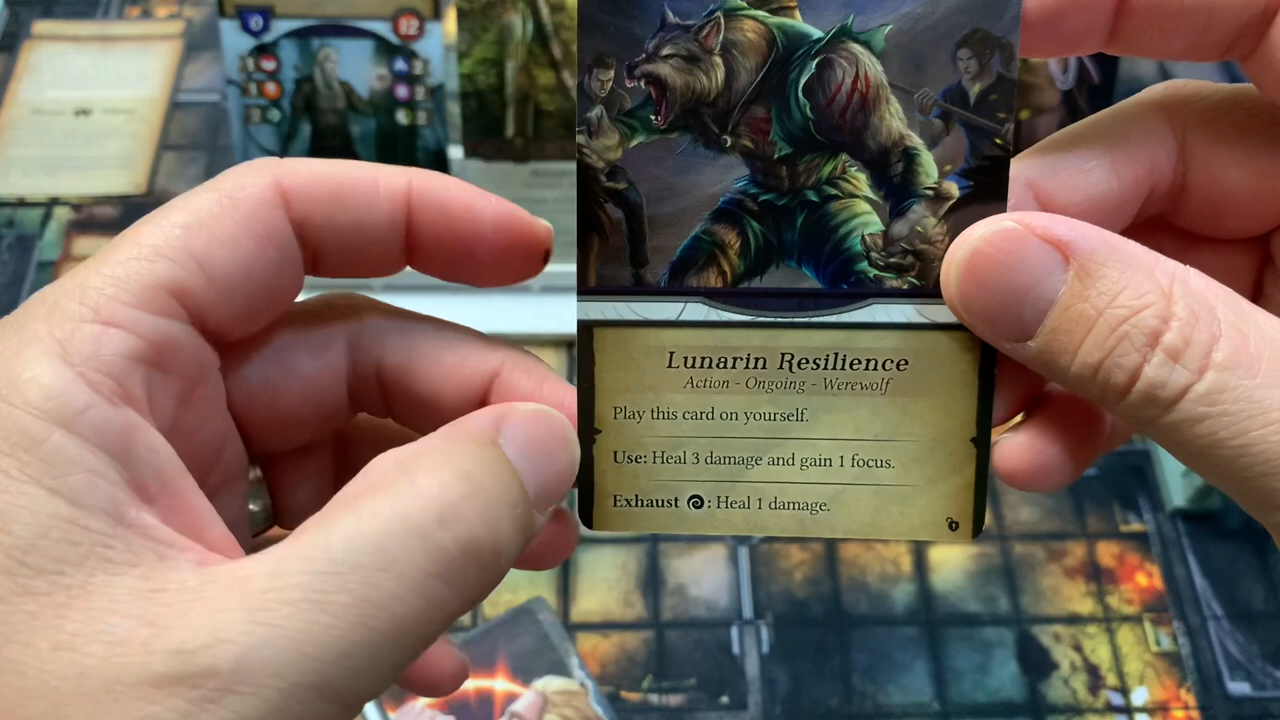 12
Lunarin Resilience
Action - Ongoing - Werewolf
Play this card on yourself.
Use: Heal 3 damage and gain 1 focus.
Exhaust : Heal 1 damage.